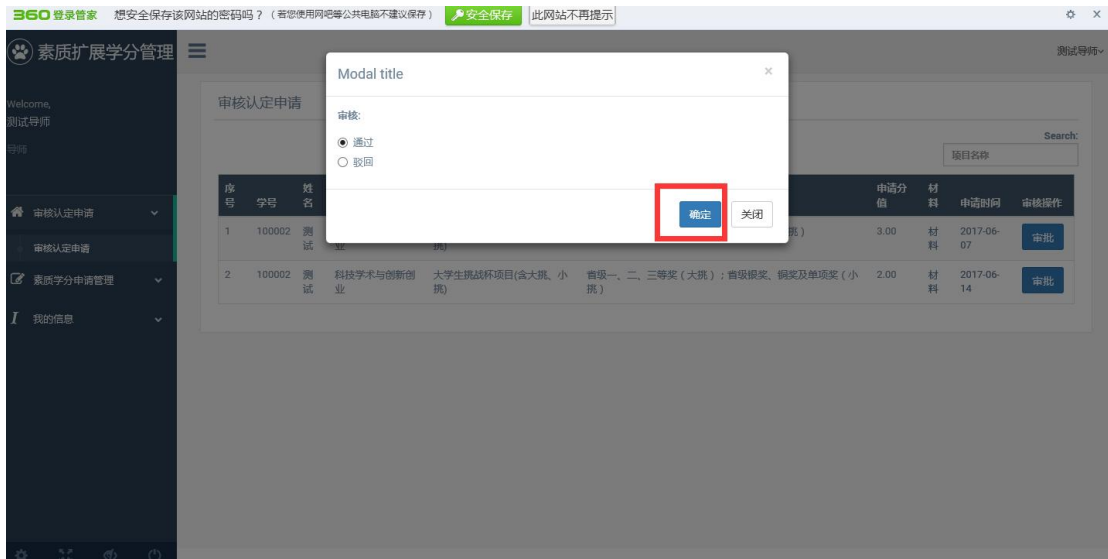 360 登录管家 想安全保存该网站的密码吗？（若您使用网吧等公共电脑不建议保存） 安全保存 此网站不再提示
素质扩展学分管理
测试导师
Welcome,
测试导师
导师
审核认定申请
审核认定申请
素质学分申请管理
我的信息
Modal title ×
审核:
通过
驳回
确定 关闭
审核认定申请
Search:
项目名称
序号 学号 姓名 申请分值 材料 申请时间 审核操作
1 100002 测试 3.00 材料 2017-06-07 审批
2 100002 测试 科技学术与创新创业 大学生挑战杯项目(含大挑、小挑) 省级一、二、三等奖（大挑）；省级银奖、铜奖及单项奖（小挑） 2.00 材料 2017-06-14 审批